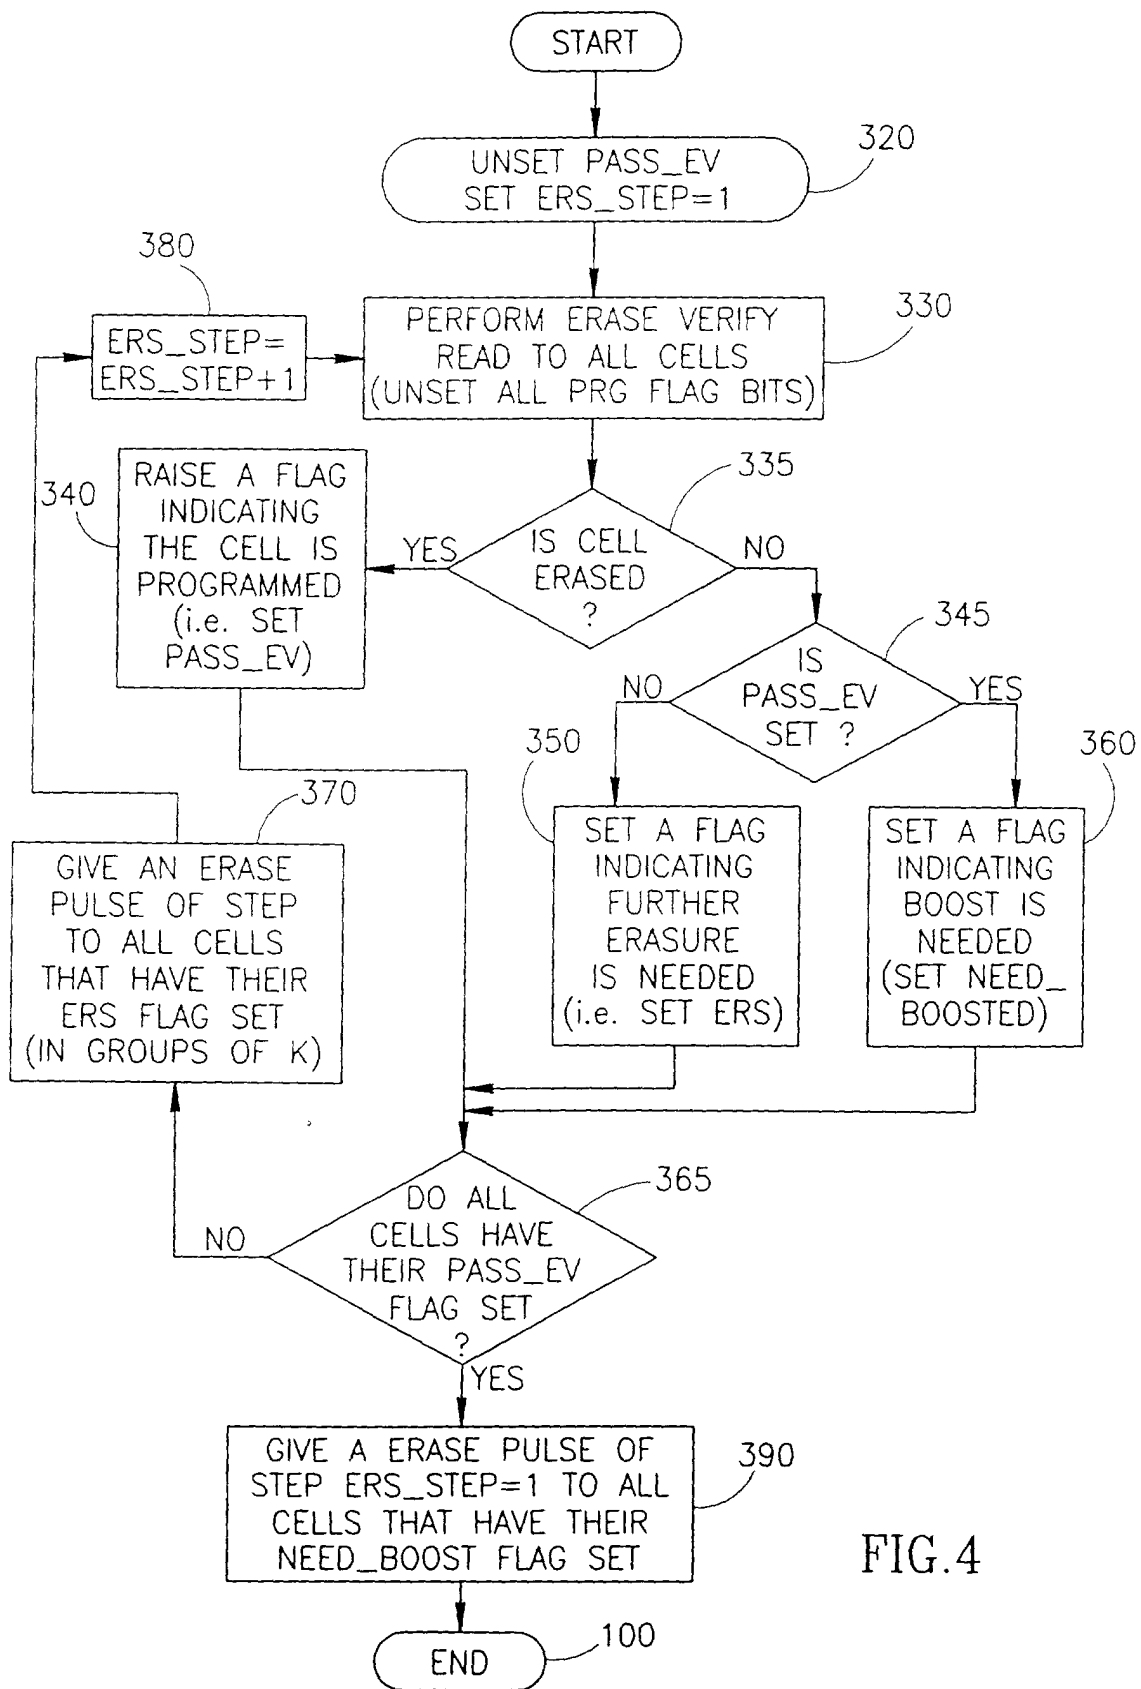 START
UNSET PASS_EV
SET ERS_STEP=1
320
380
ERS_STEP=
ERS_STEP+1
PERFORM ERASE VERIFY
READ TO ALL CELLS
(UNSET ALL PRG FLAG BITS)
330
340
RAISE A FLAG
INDICATING
THE CELL IS
PROGRAMMED
(i.e. SET
PASS_EV)
YES
IS CELL
ERASED
?
335
NO
345
NO
IS
PASS_EV
SET ?
YES
350
360
370
SET A FLAG
INDICATING
FURTHER
ERASURE
IS NEEDED
(i.e. SET ERS)
SET A FLAG
INDICATING
BOOST IS
NEEDED
(SET NEED_
BOOSTED)
GIVE AN ERASE
PULSE OF STEP
TO ALL CELLS
THAT HAVE THEIR
ERS FLAG SET
(IN GROUPS OF K)
NO
DO ALL
CELLS HAVE
THEIR PASS_EV
FLAG SET
?
365
YES
GIVE A ERASE PULSE OF
STEP ERS_STEP=1 TO ALL
CELLS THAT HAVE THEIR
NEED_BOOST FLAG SET
390
FIG.4
END
100